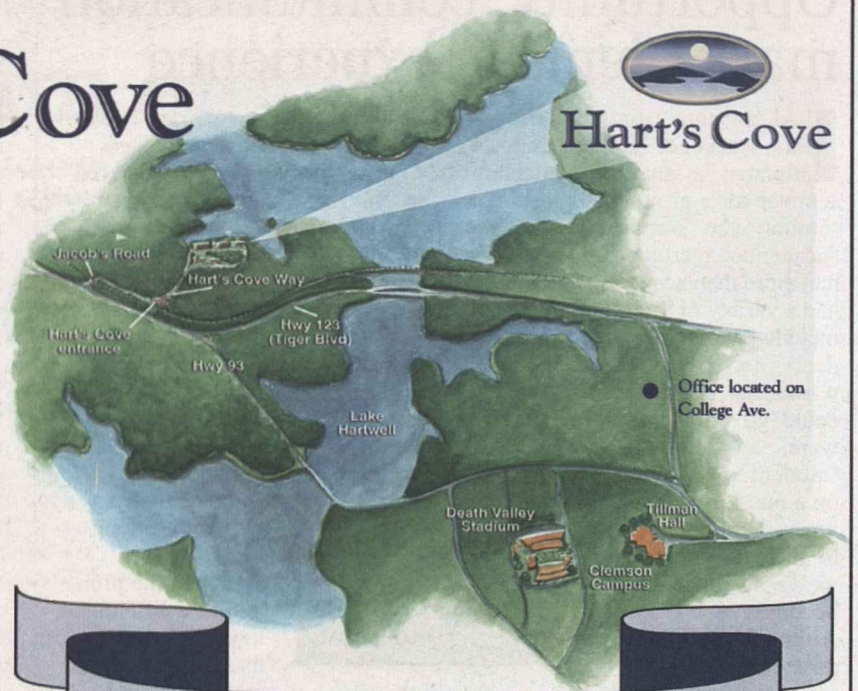 Cove
Hart's Cove
Jacob's Road
Hart's Cove Way
Hart's Cove
entrance
Hwy 123
(Tiger Blvd)
Hwy 93
Office located on
College Ave.
Lake
Hartwell
Death Valley
Stadium
Tillman
Hall
Clemson
Campus